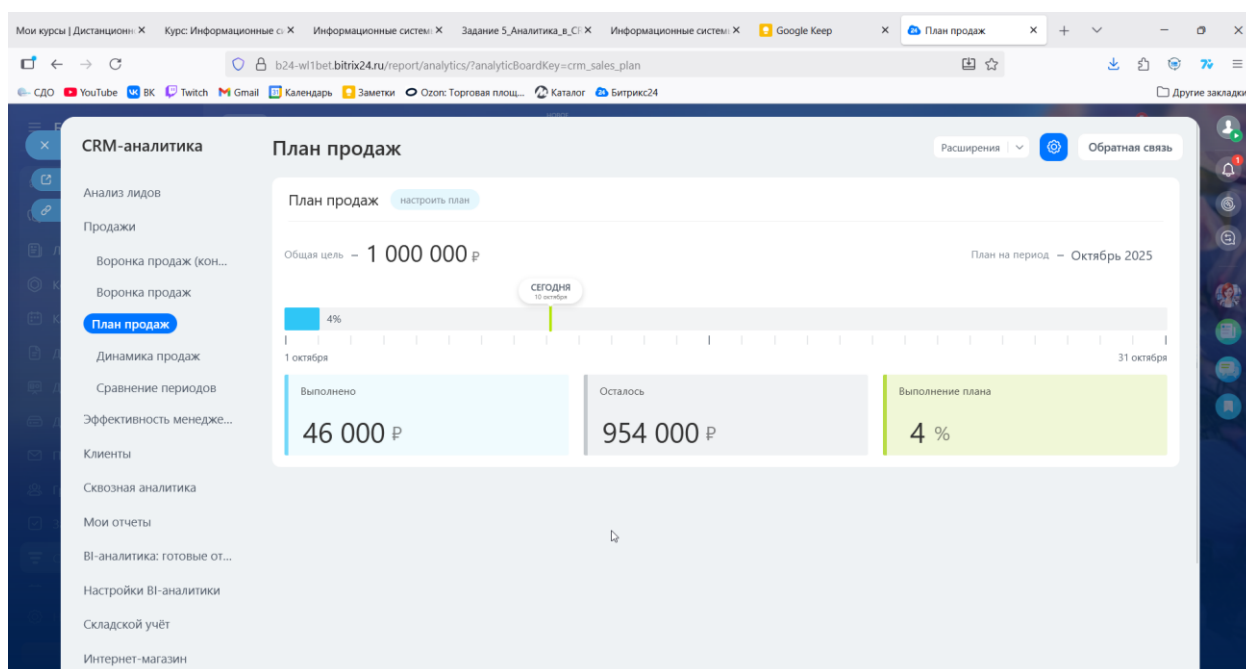 Мои курсы | Дистанционн
Курс: Информационные си
Информационные системы
Задание 5_Аналитика_в_CR
Информационные системы
Google Keep
План продаж
b24-wl1bet.bitrix24.ru/report/analytics/?analyticBoardKey=crm_sales_plan
СДО
YouTube
ВК
Twitch
Gmail
Календарь
Заметки
Ozon: Торговая площ...
Каталог
Битрикс24
Другие закладки
CRM-аналитика
План продаж
Расширения
Обратная связь
1
Анализ лидов
Продажи
Воронка продаж (кон...
Воронка продаж
План продаж
Динамика продаж
Сравнение периодов
Эффективность менедже...
Клиенты
Сквозная аналитика
Мои отчеты
BI-аналитика: готовые от...
Настройки BI-аналитики
Складской учёт
Интернет-магазин
План продаж настроить план
Общая цель – 1 000 000 ₽
План на период – Октябрь 2025
СЕГОДНЯ
10 октября
4%
1 октября
31 октября
Выполнено
46 000 ₽
Осталось
954 000 ₽
Выполнение плана
4 %